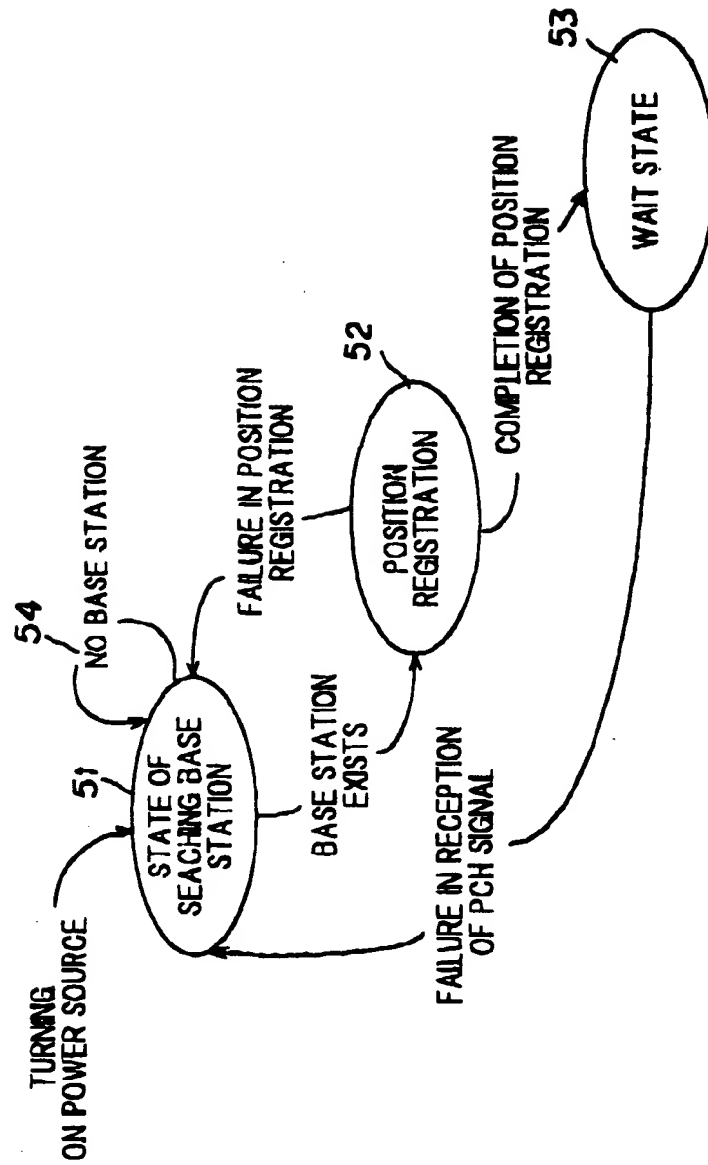 TURNING
ON POWER SOURCE
54
NO BASE STATION
51
STATE OF
SEACHING BASE
STATION
FAILURE IN POSITION
REGISTRATION
BASE STATION
EXISTS
52
POSITION
REGISTRATION
FAILURE IN RECEPTION
OF PCH SIGNAL
COMPLETION OF POSITION
REGISTRATION
53
WAIT STATE